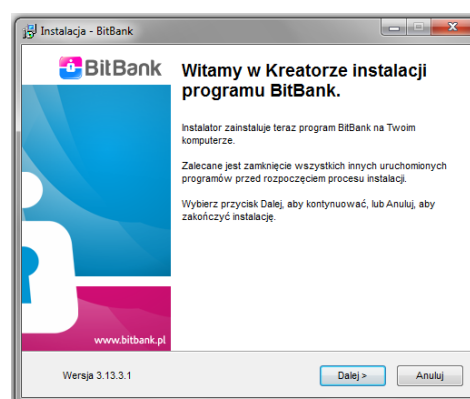 Instalacja - BitBank
BitBank
Witamy w Kreatorze instalacji
programu BitBank.
Instalator zainstaluje teraz program BitBank na Twoim
komputerze.
Zalecane jest zamknięcie wszystkich innych uruchomionych
programów przed rozpoczęciem procesu instalacji.
Wybierz przycisk Dalej, aby kontynuować, lub Anuluj, aby
zakończyć instalację.
www.bitbank.pl
Wersja 3.13.3.1
Dalej >
Anuluj